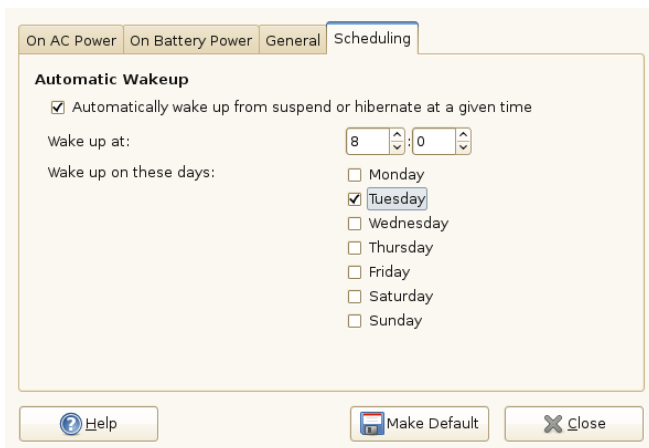 On AC Power On Battery Power General Scheduling
Automatic Wakeup
Automatically wake up from suspend or hibernate at a given time
Wake up at: 8 : 0
Wake up on these days: Monday
Tuesday
Wednesday
Thursday
Friday
Saturday
Sunday
Help Make Default Close